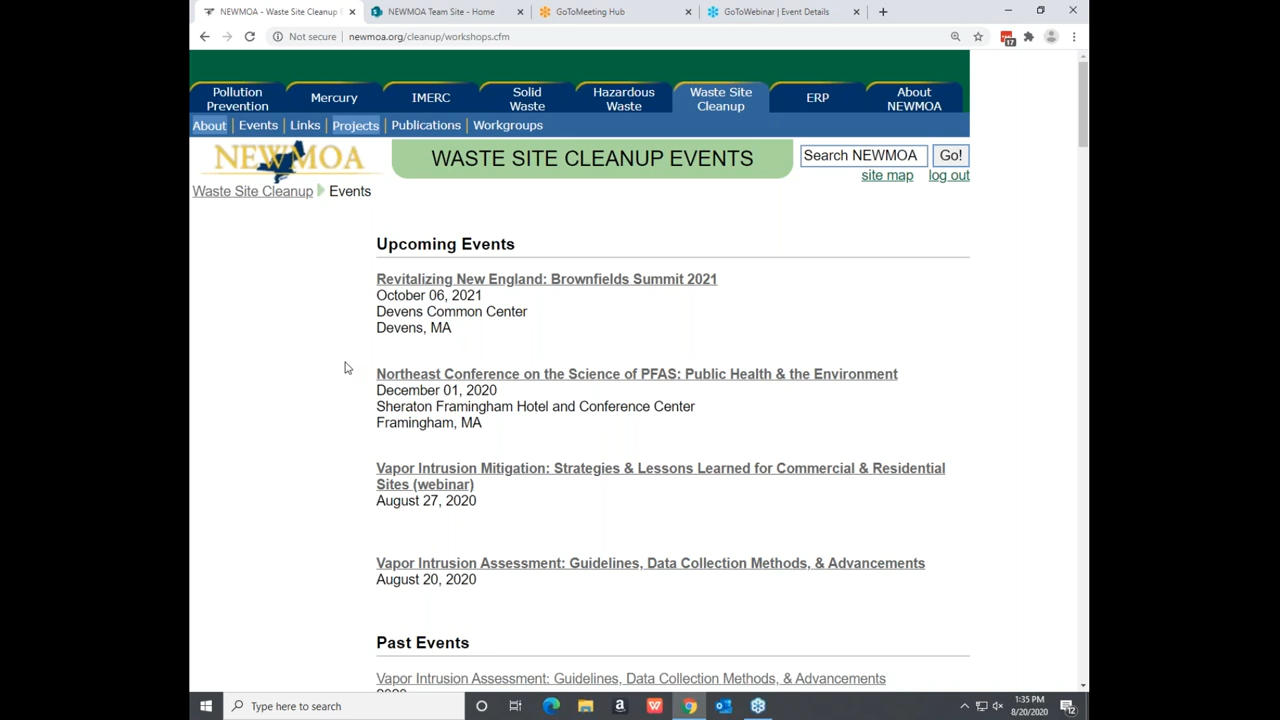 NEWMOA - Waste Site Cleanup E
NEWMOA Team Site - Home
GoToMeeting Hub
GoToWebinar | Event Details
Not secure | newmoa.org/cleanup/workshops.cfm
17
Pollution Prevention
Mercury
IMERC
Solid Waste
Hazardous Waste
Waste Site Cleanup
ERP
About NEWMOA
About | Events | Links | Projects | Publications | Workgroups
NEWMOA
WASTE SITE CLEANUP EVENTS
Search NEWMOA
Go!
site map
log out
Waste Site Cleanup
Events
Upcoming Events
Revitalizing New England: Brownfields Summit 2021
October 06, 2021
Devens Common Center
Devens, MA
Northeast Conference on the Science of PFAS: Public Health & the Environment
December 01, 2020
Sheraton Framingham Hotel and Conference Center
Framingham, MA
Vapor Intrusion Mitigation: Strategies & Lessons Learned for Commercial & Residential
Sites (webinar)
August 27, 2020
Vapor Intrusion Assessment: Guidelines, Data Collection Methods, & Advancements
August 20, 2020
Past Events
Vapor Intrusion Assessment: Guidelines, Data Collection Methods, & Advancements
2020
Type here to search
1:35 PM
8/20/2020
12